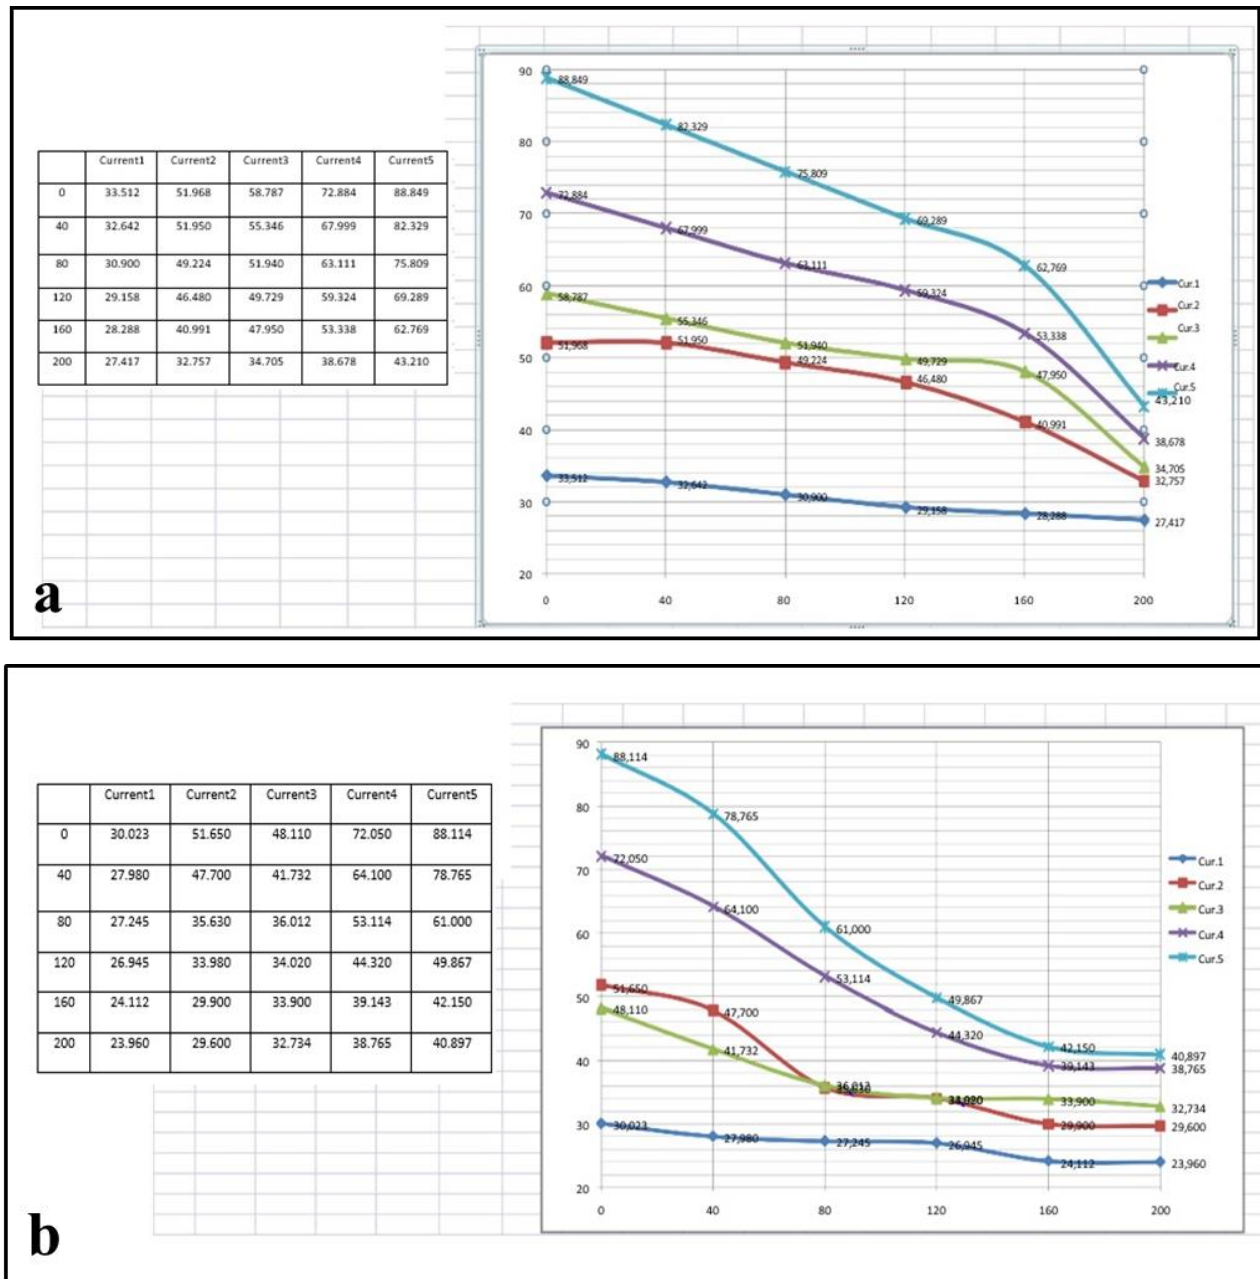 Current1 Current2 Current3 Current4 Current5
0 33.512 51.968 58.787 72.884 88.849
40 32.642 51.950 55.346 67.999 82.329
80 30.900 49.224 51.940 63.111 75.809
120 29.158 46.480 49.729 59.324 69.289
160 28.288 40.991 47.950 53.338 62.769
200 27.417 32.757 34.705 38.678 43.210
a
90
80
70
60
50
40
30
20
0 40 80 120 160 200
88,849 82,329 75,809 69,289 62,769 43,210
72,884 67,999 63,111 59,324 53,338 38,678
58,787 55,346 51,940 49,729 47,950 34,705
51,968 51,950 49,224 46,480 40,991 32,757
33,512 32,642 30,900 29,158 28,288 27,417
Cur.1
Cur.2
Cur.3
Cur.4
Cur.5
Current1 Current2 Current3 Current4 Current5
0 30.023 51.650 48.110 72.050 88.114
40 27.980 47.700 41.732 64.100 78.765
80 27.245 35.630 36.012 53.114 61.000
120 26.945 33.980 34.020 44.320 49.867
160 24.112 29.900 33.900 39.143 42.150
200 23.960 29.600 32.734 38.765 40.897
b
90
80
70
60
50
40
30
20
0 40 80 120 160 200
88,114 78,765 61,000 49,867 42,150 40,897
72,050 64,100 53,114 44,320 39,143 38,765
51,650 47,700 29,900 29,600
48,110 41,732 36,012 33,900 32,734
30,023 27,980 27,245 26,945 24,112 23,960
Cur.1
Cur.2
Cur.3
Cur.4
Cur.5